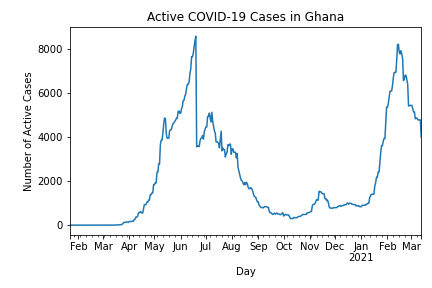 Active COVID-19 Cases in Ghana
Number of Active Cases
8000
6000
4000
2000
0
Feb Mar Apr May Jun Jul Aug Sep Oct Nov Dec Jan Feb Mar
2021
Day